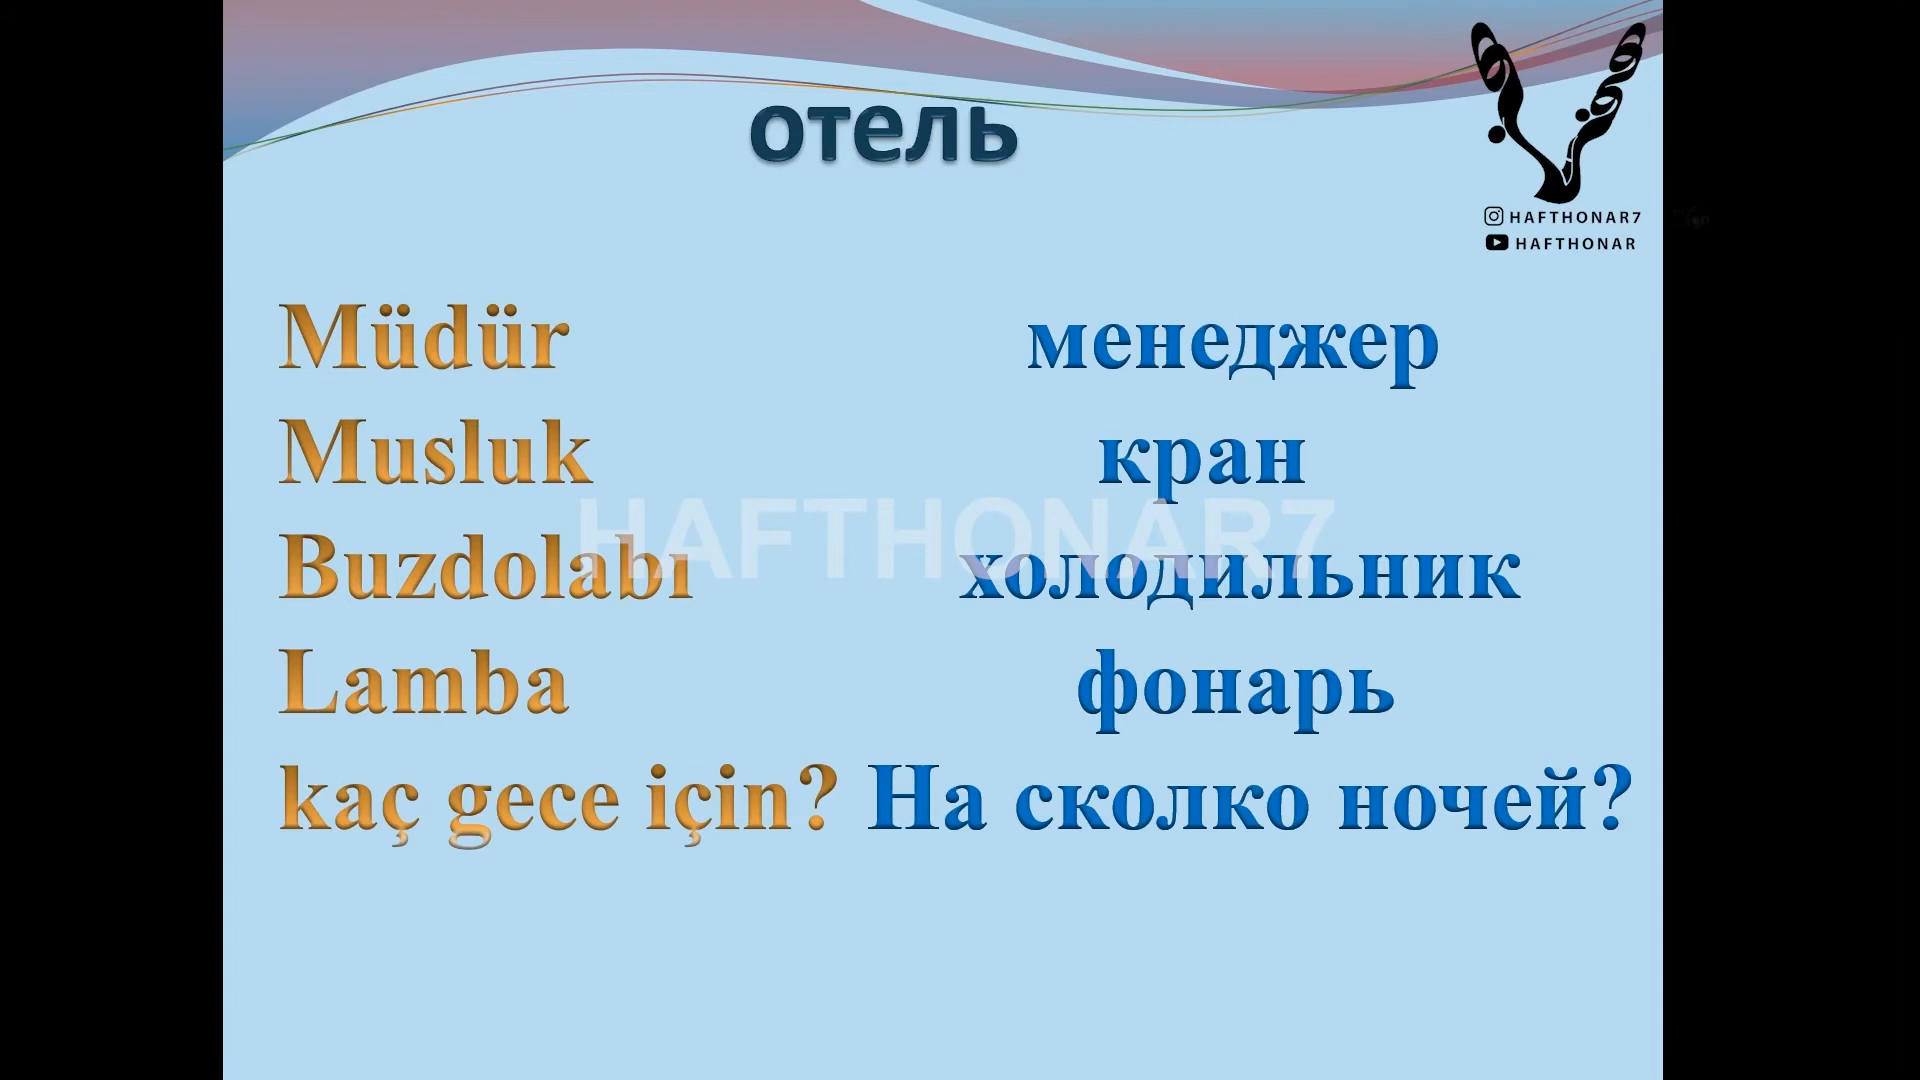 отель
HAFTHONAR7
HAFTHONAR
Müdür менеджер
Musluk кран
HAFTHONAR7
Buzdolabı холодильник
Lamba фонарь
kaç gece için? На сколко ночей?